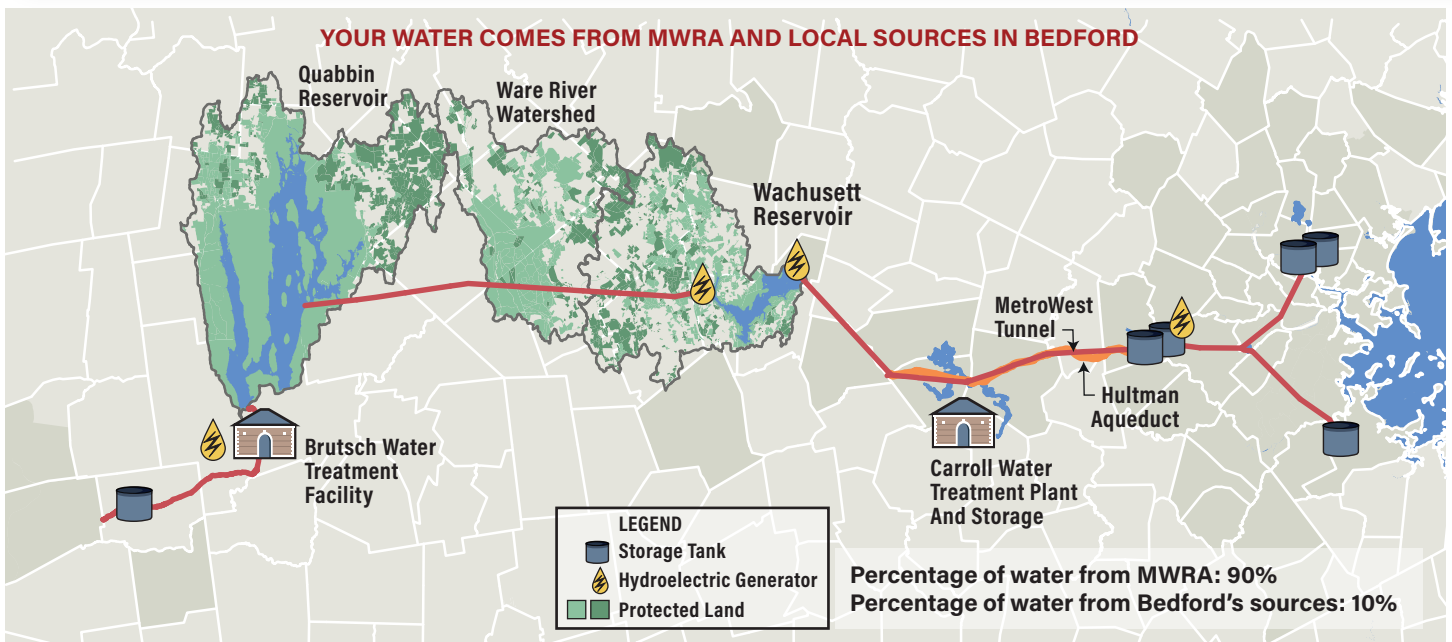 YOUR WATER COMES FROM MWRA AND LOCAL SOURCES IN BEDFORD
Quabbin
Reservoir
Ware River
Watershed
Wachusett
Reservoir
MetroWest
Tunnel
Hultman
Aqueduct
Brutsch Water
Treatment
Facility
Carroll Water
Treatment Plant
And Storage
LEGEND
Storage Tank
Hydroelectric Generator
Protected Land
Percentage of water from MWRA: 90%
Percentage of water from Bedford's sources: 10%